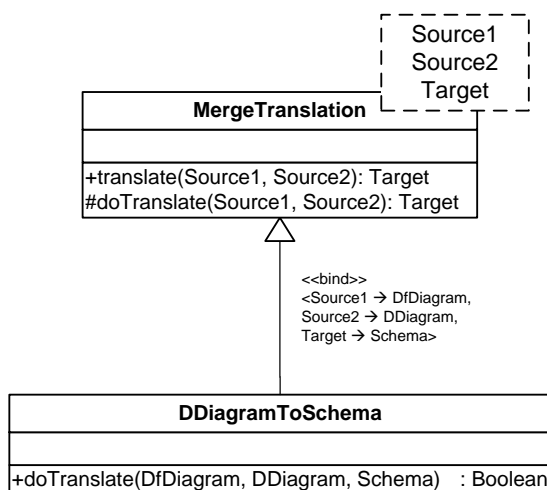 Source1
Source2
Target
MergeTranslation
+translate(Source1, Source2): Target
#doTranslate(Source1, Source2): Target
<<bind>>
<Source1 → DfDiagram,
Source2 → DDiagram,
Target → Schema>
DDiagramToSchema
+doTranslate(DfDiagram, DDiagram, Schema) : Boolean